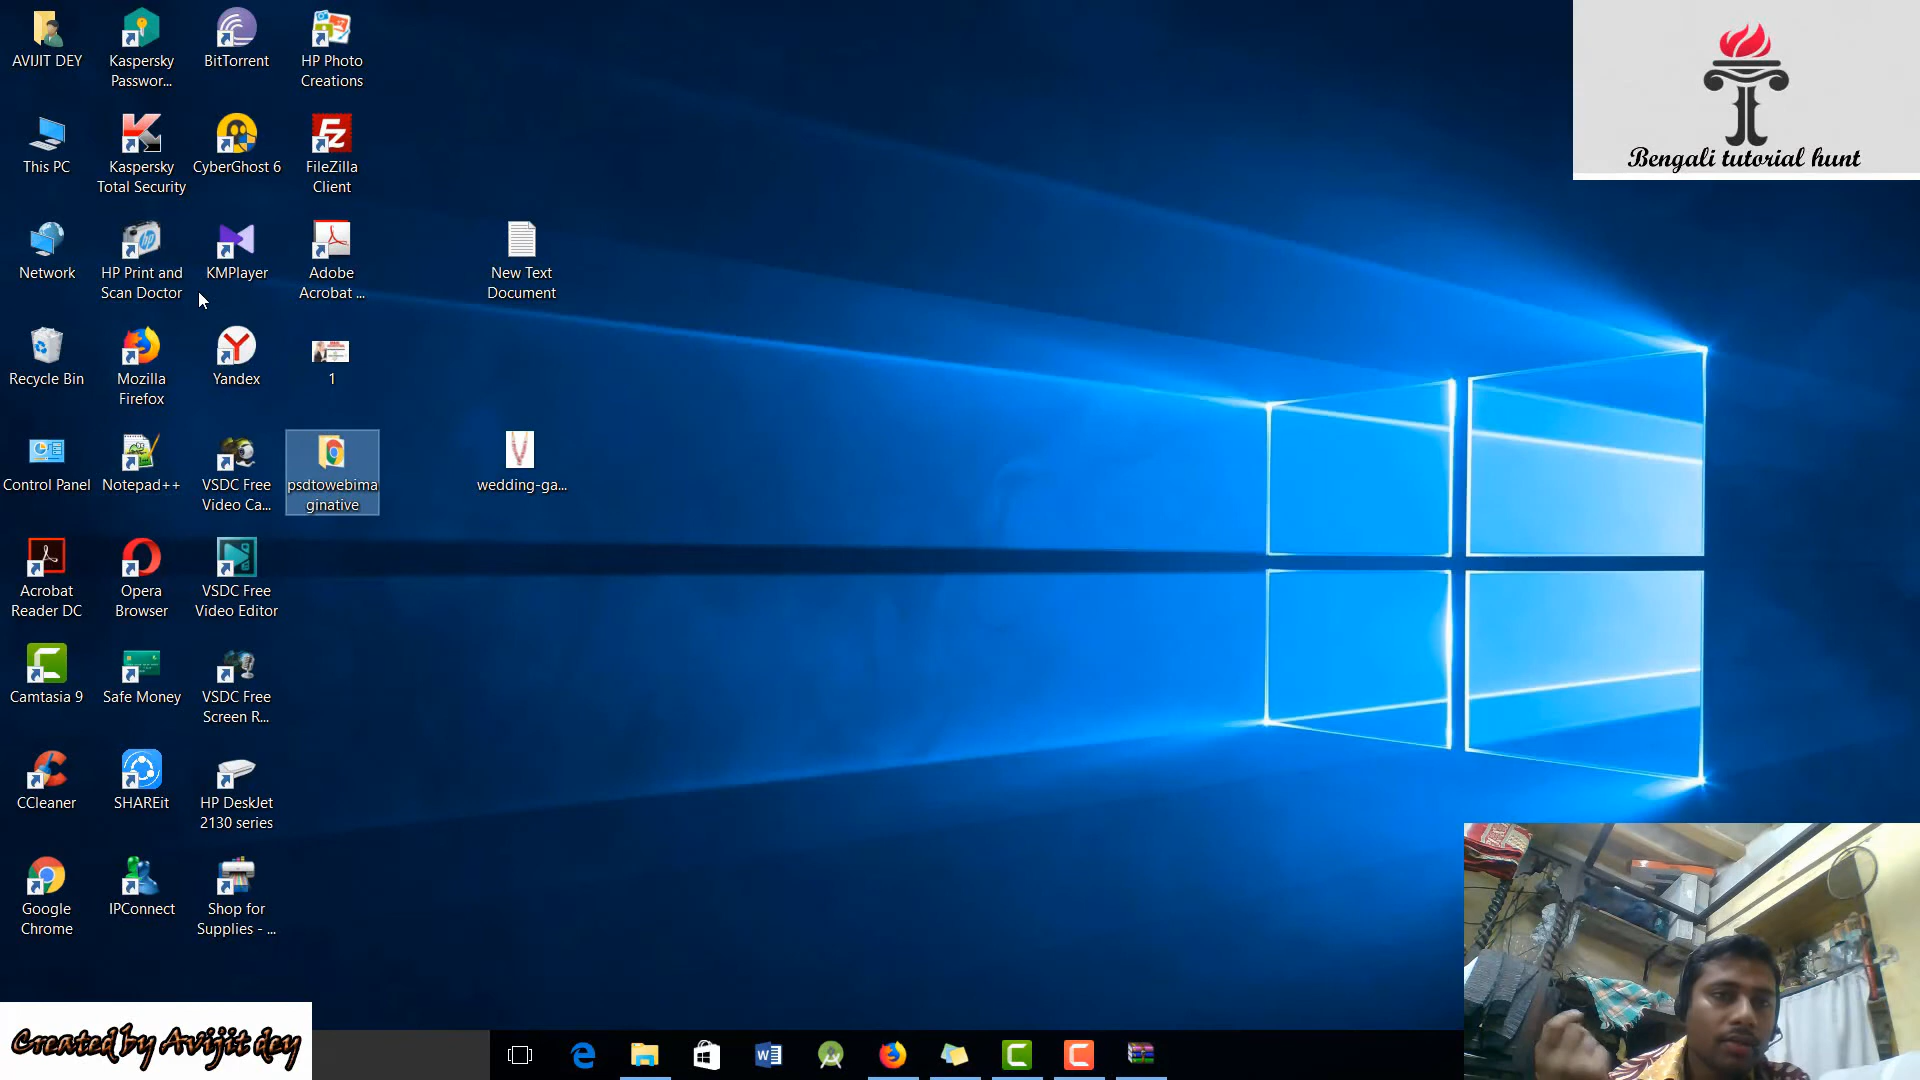 AVIJIT DEY
Kaspersky
Passwor...
BitTorrent
HP Photo
Creations
This PC
Kaspersky
Total Security
CyberGhost 6
FileZilla
Client
Network
HP Print and
Scan Doctor
KMPlayer
Adobe
Acrobat ...
New Text
Document
Recycle Bin
Mozilla
Firefox
Yandex
1
Control Panel
Notepad++
VSDC Free
Video Ca...
psdtowebima
ginative
wedding-ga...
Acrobat
Reader DC
Opera
Browser
VSDC Free
Video Editor
Camtasia 9
Safe Money
VSDC Free
Screen R...
CCleaner
SHAREit
HP DeskJet
2130 series
Google
Chrome
IPConnect
Shop for
Supplies - ...
Bengali tutorial hunt
Created by Avijit dey